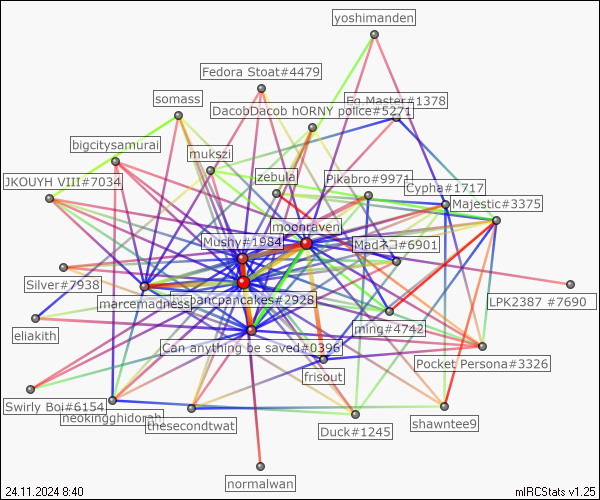 yoshimanden
Fedora Stoat#4479
somass
Eq Master#1378
DacobDacob hORNY police#5271
bigcitysamurai
mukszi
zebula
Pikabro#9971
JKOUYH VIII#7034
Cypha#1717
Majestic#3375
moonraven
Mushy#1984
Madネコ#6901
Silver#7938
marcemadness
pancpancakes#2928
LPK2387 #7690
eliakith
ming#4742
Can anything be saved#0396
Pocket Persona#3326
frisout
Swirly Boi#6154
neokingghidorah
thesecondtwat
Duck#1245
shawntee9
normalwan
24.11.2024 8:40
mIRCStats v1.25